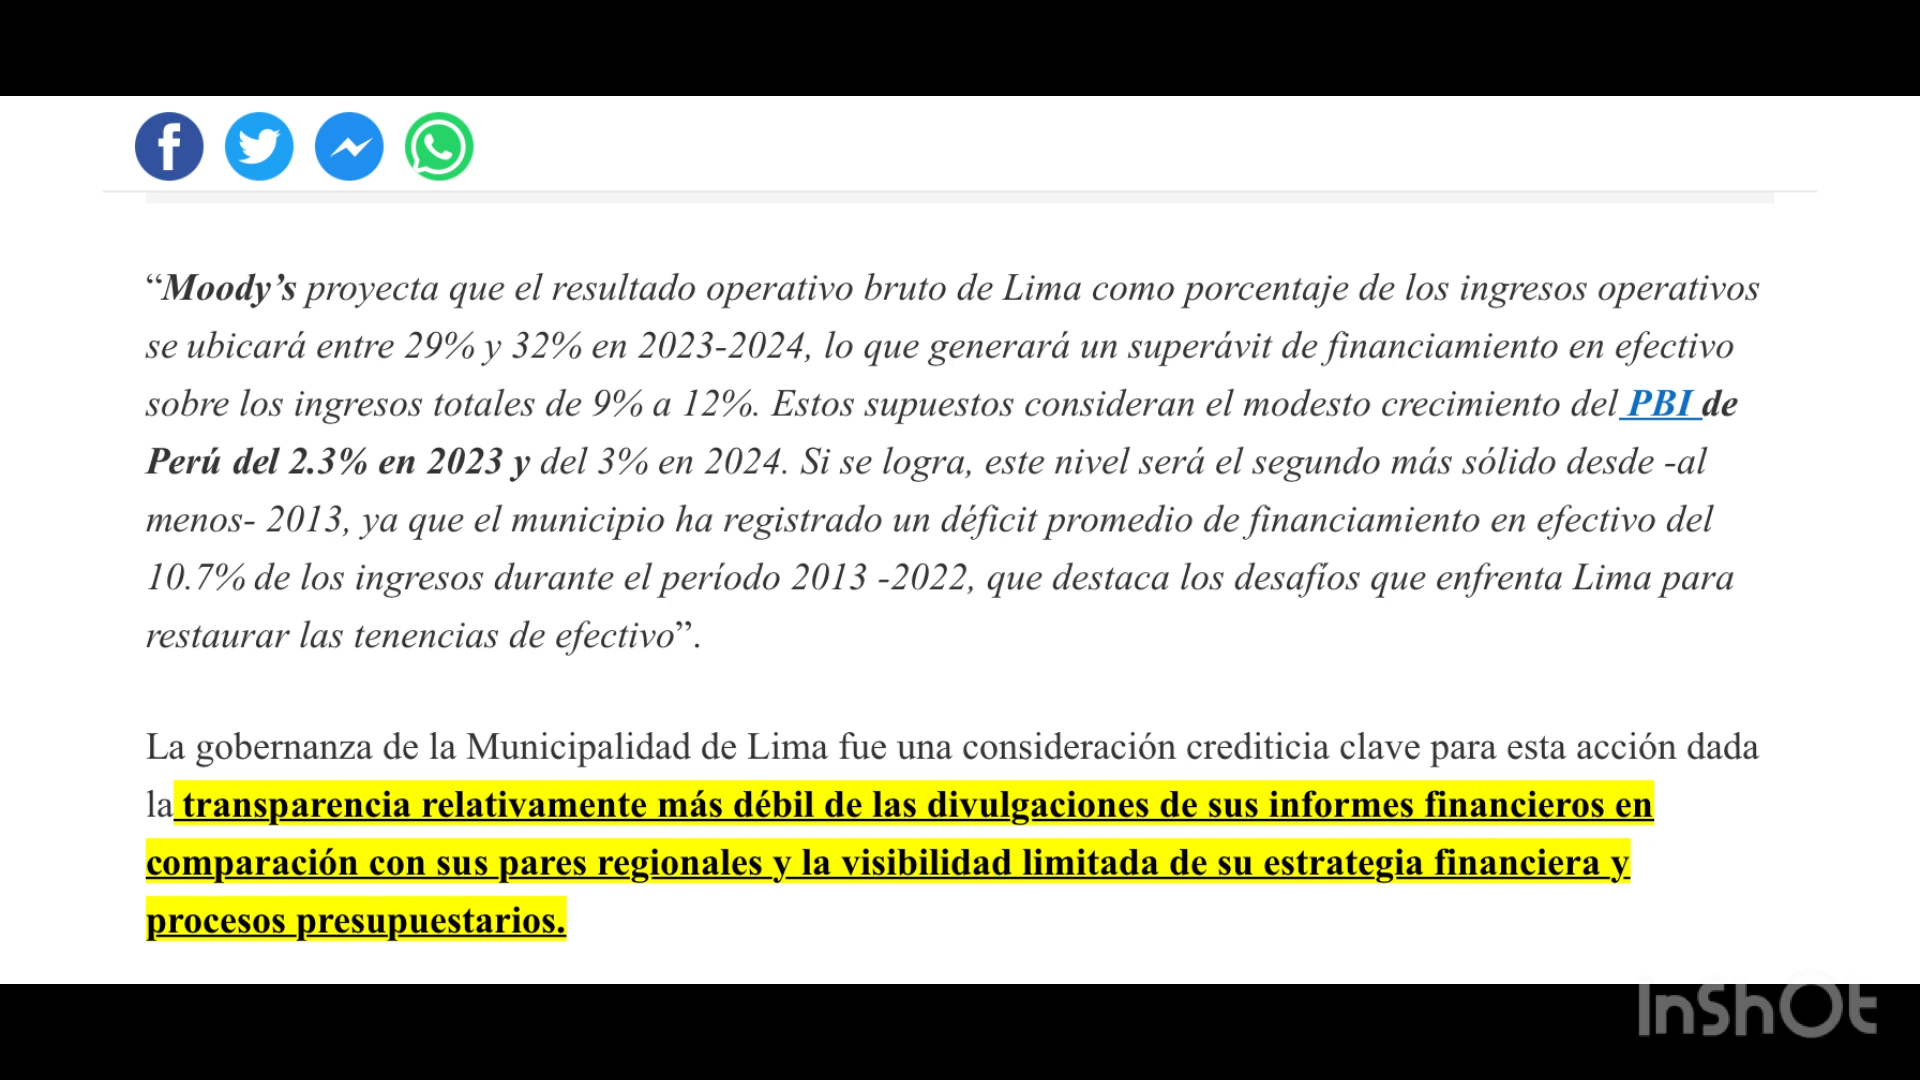 “Moody’s proyecta que el resultado operativo bruto de Lima como porcentaje de los ingresos operativos
se ubicará entre 29% y 32% en 2023-2024, lo que generará un superávit de financiamiento en efectivo
sobre los ingresos totales de 9% a 12%. Estos supuestos consideran el modesto crecimiento del PBI de
Perú del 2.3% en 2023 y del 3% en 2024. Si se logra, este nivel será el segundo más sólido desde -al
menos- 2013, ya que el municipio ha registrado un déficit promedio de financiamiento en efectivo del
10.7% de los ingresos durante el período 2013 -2022, que destaca los desafíos que enfrenta Lima para
restaurar las tenencias de efectivo”.
La gobernanza de la Municipalidad de Lima fue una consideración crediticia clave para esta acción dada
la transparencia relativamente más débil de las divulgaciones de sus informes financieros en
comparación con sus pares regionales y la visibilidad limitada de su estrategia financiera y
procesos presupuestarios.
InShOt